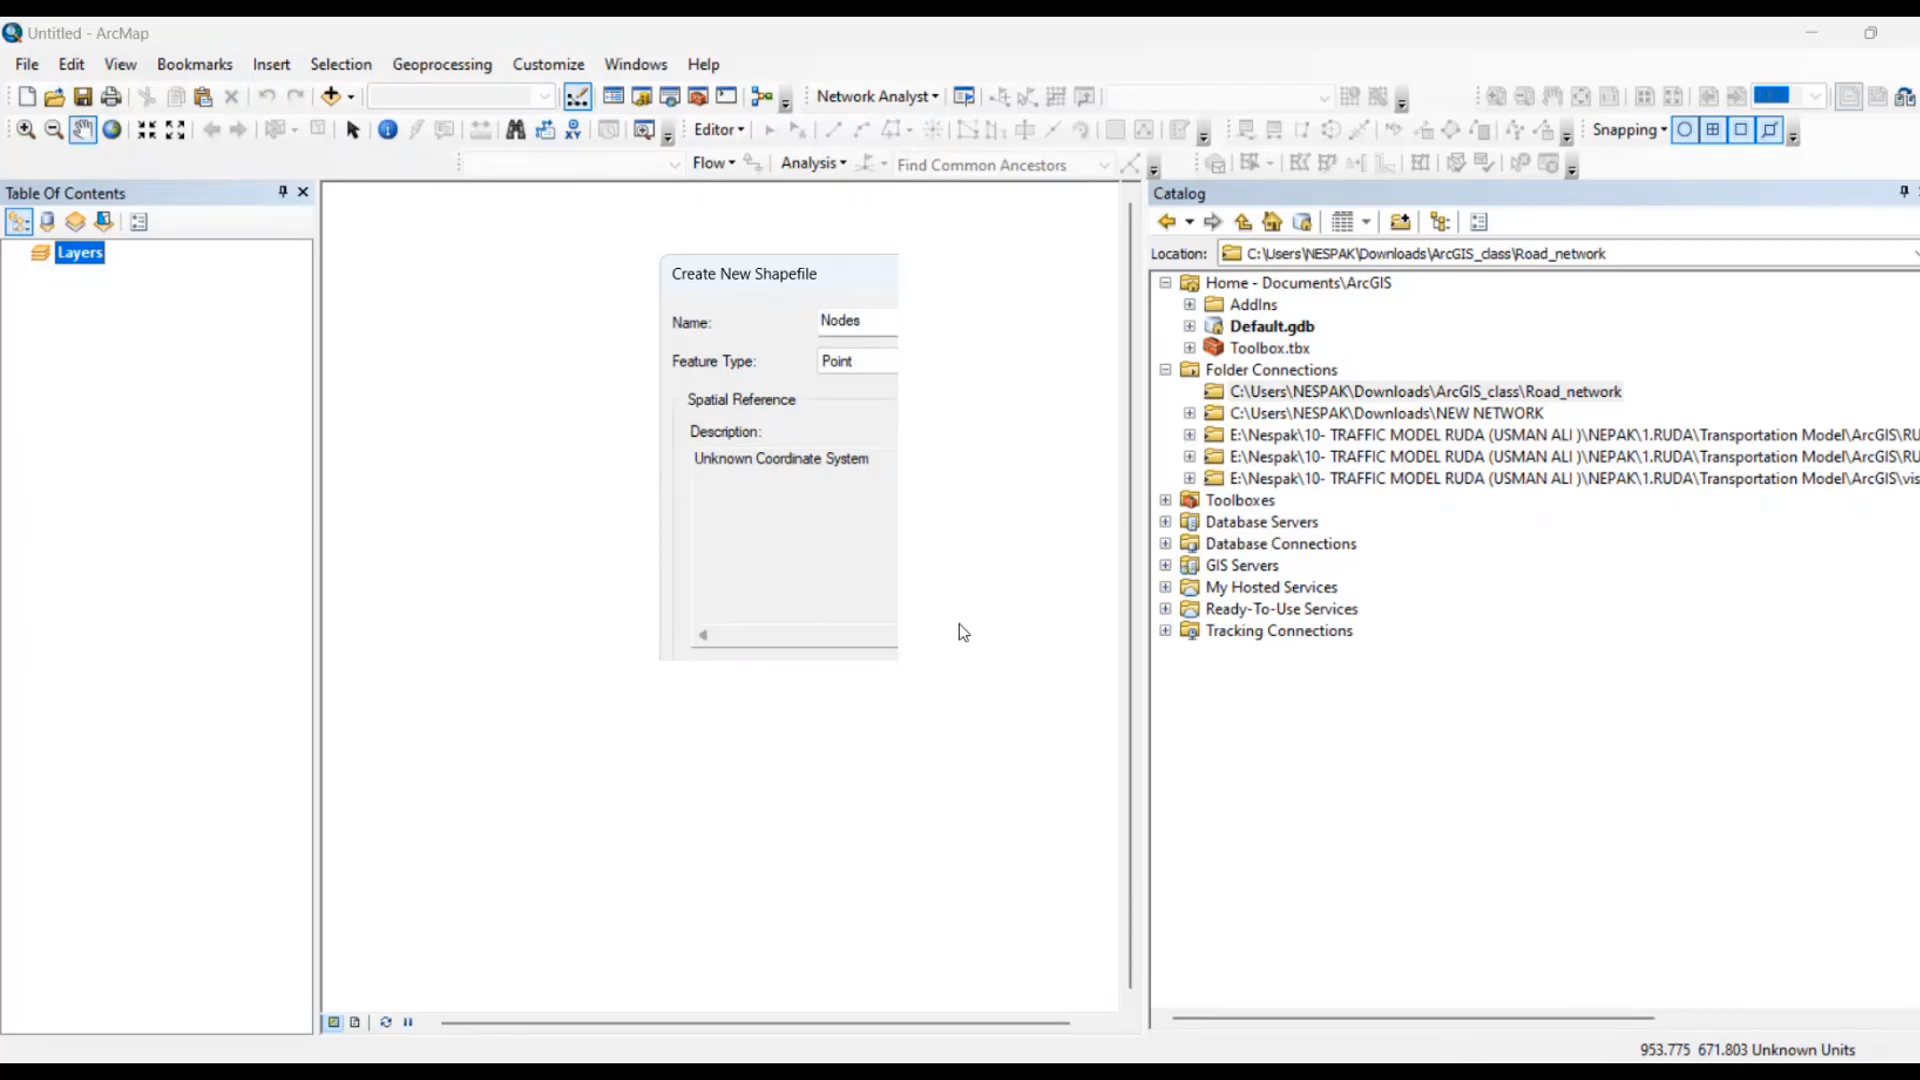 Untitled - ArcMap
File Edit View Bookmarks Insert Selection Geoprocessing Customize Windows Help
Network Analyst
Editor
Snapping
Flow Analysis Find Common Ancestors
Table Of Contents
Layers
Create New Shapefile
Name: Nodes
Feature Type: Point
Spatial Reference
Description:
Unknown Coordinate System
Catalog
Location: C:\Users\NESPAK\Downloads\ArcGIS_class\Road_network
Home - Documents\ArcGIS
AddIns
Default.gdb
Toolbox.tbx
Folder Connections
C:\Users\NESPAK\Downloads\ArcGIS_class\Road_network
C:\Users\NESPAK\Downloads\NEW NETWORK
E:\Nespak\10- TRAFFIC MODEL RUDA (USMAN ALI )\NEPAK\1.RUDA\Transportation Model\ArcGIS\RU
E:\Nespak\10- TRAFFIC MODEL RUDA (USMAN ALI )\NEPAK\1.RUDA\Transportation Model\ArcGIS\RU
E:\Nespak\10- TRAFFIC MODEL RUDA (USMAN ALI )\NEPAK\1.RUDA\Transportation Model\ArcGIS\vis
Toolboxes
Database Servers
Database Connections
GIS Servers
My Hosted Services
Ready-To-Use Services
Tracking Connections
953.775 671.803 Unknown Units